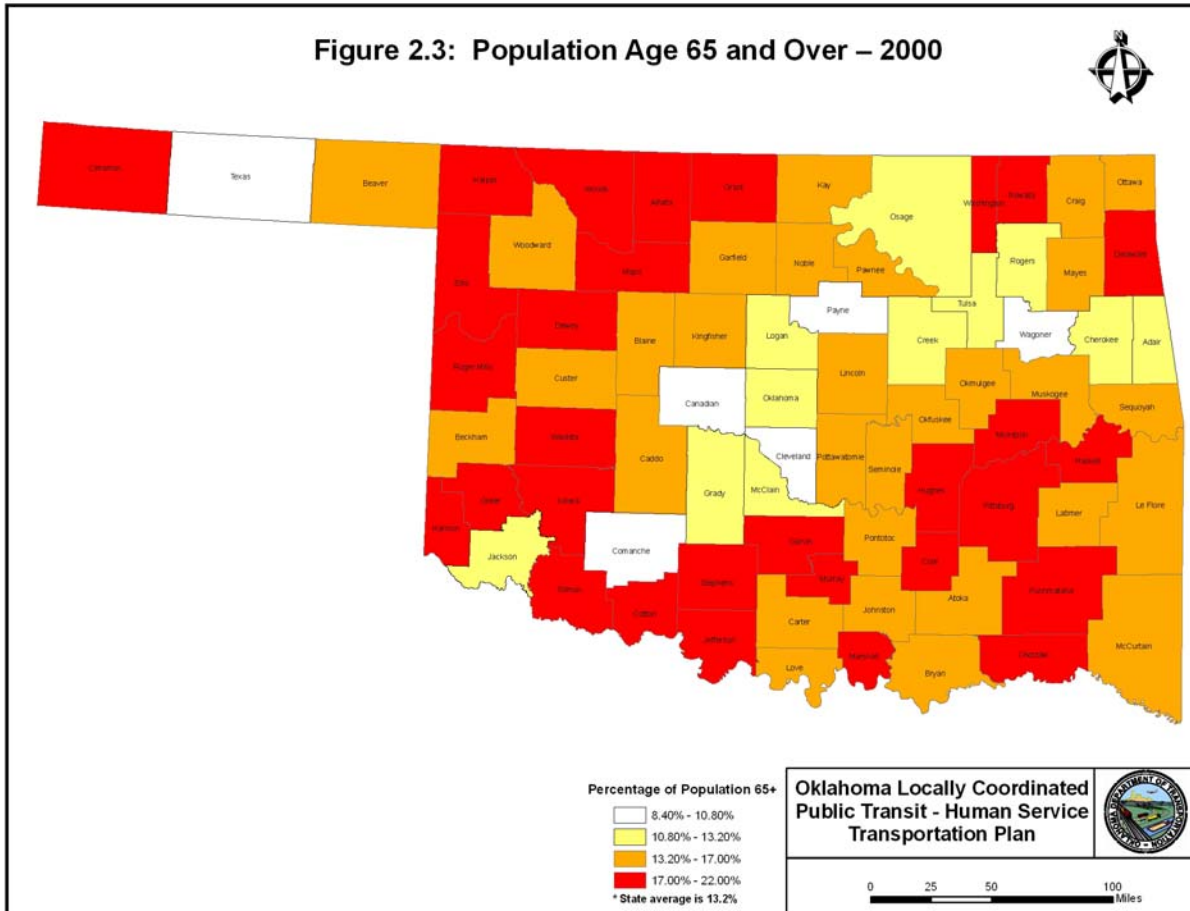 Figure 2.3: Population Age 65 and Over – 2000
N
Cimarron
Texas
Beaver
Harper
Woods
Alfalfa
Grant
Kay
Osage
Washington
Nowata
Craig
Ottawa
Woodward
Ellis
Major
Garfield
Noble
Pawnee
Rogers
Mayes
Delaware
Tulsa
Payne
Wagoner
Cherokee
Adair
Dewey
Blaine
Kingfisher
Logan
Creek
Lincoln
Roger Mills
Custer
Canadian
Oklahoma
Okmulgee
Muskogee
Okfuskee
Sequoyah
Beckham
Washita
Caddo
Cleveland
Pottawatomie
Seminole
McIntosh
Haskell
Grady
McClain
Hughes
Pittsburg
Latimer
Le Flore
Greer
Kiowa
Harmon
Jackson
Comanche
Garvin
Pontotoc
Coal
Tillman
Cotton
Stephens
Murray
Johnston
Atoka
Pushmataha
Carter
Jefferson
Love
Marshall
Bryan
Choctaw
McCurtain
Percentage of Population 65+
8.40% - 10.80%
10.80% - 13.20%
13.20% - 17.00%
17.00% - 22.00%
* State average is 13.2%
Oklahoma Locally Coordinated
Public Transit - Human Service
Transportation Plan
OKLAHOMA DEPARTMENT OF TRANSPORTATION
0 25 50 100
Miles